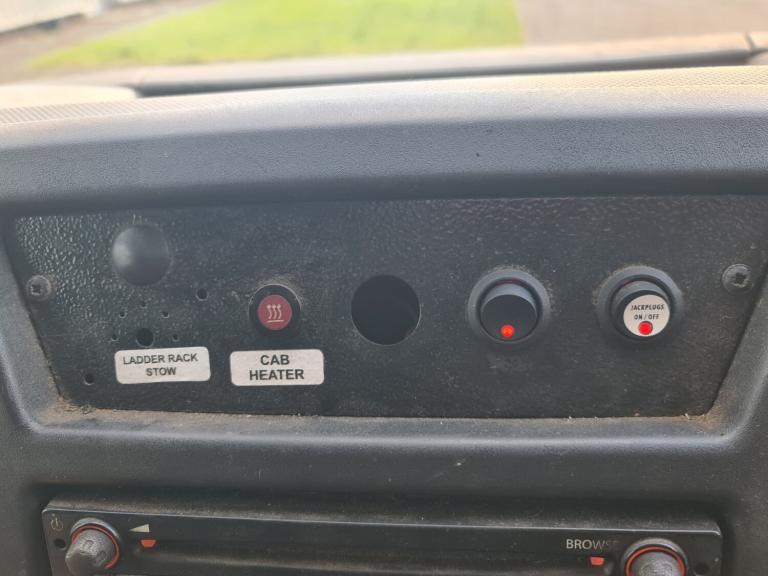 JACKPLUGS
ON / OFF
LADDER RACK
STOW
CAB
HEATER
BROWSE